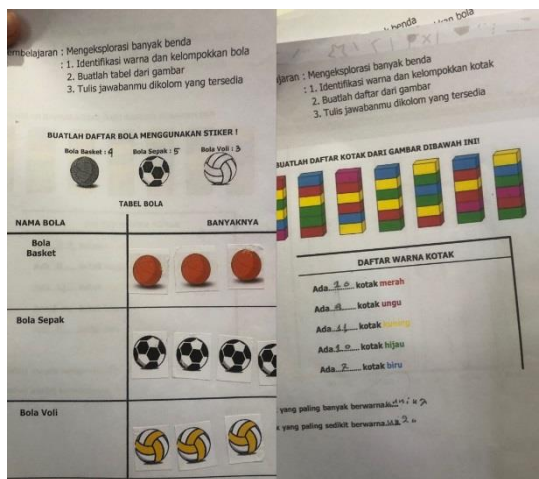 embelajaran : Mengeksplorasi banyak benda
: 1. Identifikasi warna dan kelompokkan bola
2. Buatlah tabel dari gambar
3. Tulis jawabanmu dikolom yang tersedia
BUATLAH DAFTAR BOLA MENGGUNAKAN STIKER !
Bola Basket : 4 Bola Sepak : 5 Bola Voli : 3
TABEL BOLA
NAMA BOLA BANYAKNYA
Bola
Basket
Bola Sepak
Bola Voli
benda
bola
jaran : Mengeksplorasi banyak benda
: 1. Identifikasi warna dan kelompokkan kotak
2. Buatlah daftar dari gambar
3. Tulis jawabanmu dikolom yang tersedia
BUATLAH DAFTAR KOTAK DARI GAMBAR DIBAWAH INI!
DAFTAR WARNA KOTAK
Ada...10... kotak merah
Ada... kotak ungu
Ada...11... kotak kuning
Ada...10... kotak hijau
Ada...7... kotak biru
yang paling banyak berwarna
yang paling sedikit berwarna